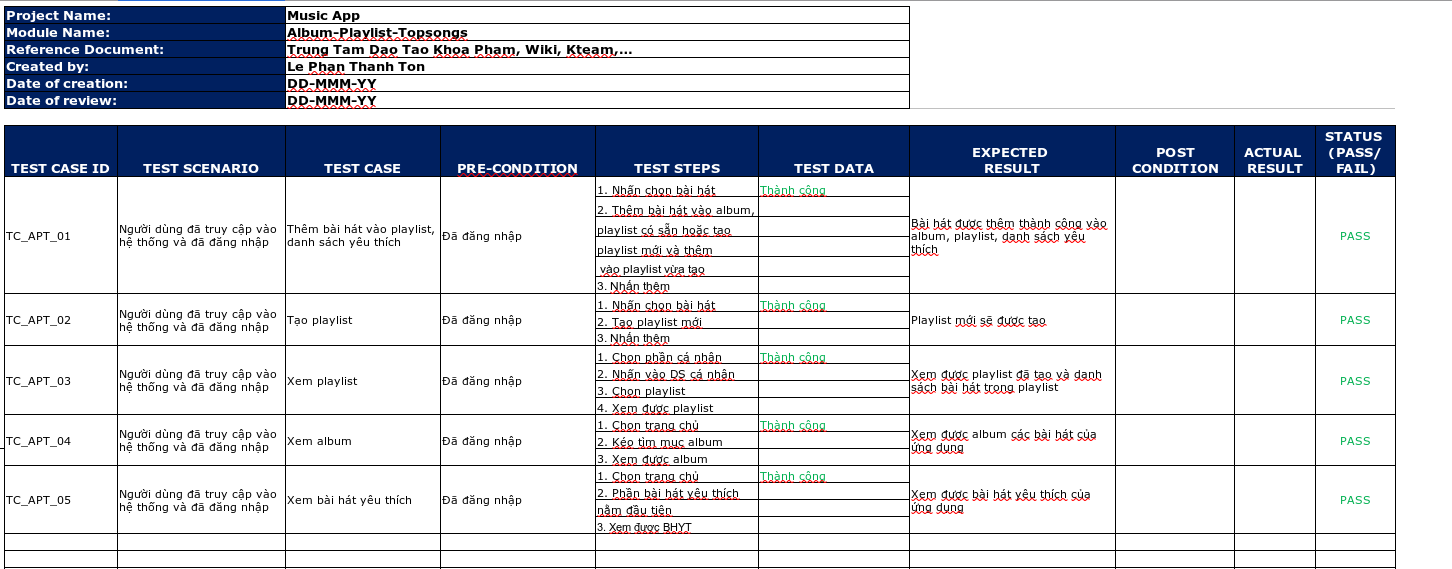 Project Name: Music App
Module Name: Album-Playlist-Topsongs
Reference Document: Trung Tam Dao Tao Khoa Pham, Wiki, Kteam,...
Created by: Le Phan Thanh Ton
Date of creation: DD-MMM-YY
Date of review: DD-MMM-YY
TEST CASE ID
TEST SCENARIO
TEST CASE
PRE-CONDITION
TEST STEPS
TEST DATA
EXPECTED
RESULT
POST
CONDITION
ACTUAL
RESULT
STATUS
(PASS/
FAIL)
TC_APT_01
Người dùng đã truy cập vào
hệ thống và đã đăng nhập
Thêm bài hát vào playlist,
danh sách yêu thích
Đã đăng nhập
1. Nhấn chọn bài hát
2. Thêm bài hát vào album,
playlist có sẵn hoặc tạo
playlist mới và thêm
vào playlist vừa tạo
3. Nhấn thêm
Thành công
Bài hát được thêm thành công vào
album, playlist, danh sách yêu
thích
PASS
TC_APT_02
Người dùng đã truy cập vào
hệ thống và đã đăng nhập
Tạo playlist
Đã đăng nhập
1. Nhấn chọn bài hát
2. Tạo playlist mới
3. Nhấn thêm
Thành công
Playlist mới sẽ được tạo
PASS
TC_APT_03
Người dùng đã truy cập vào
hệ thống và đã đăng nhập
Xem playlist
Đã đăng nhập
1. Chọn phần cá nhân
2. Nhấn vào DS cá nhân
3. Chọn playlist
4. Xem được playlist
Thành công
Xem được playlist đã tạo và danh
sách bài hát trong playlist
PASS
TC_APT_04
Người dùng đã truy cập vào
hệ thống và đã đăng nhập
Xem album
Đã đăng nhập
1. Chọn trang chủ
2. Kéo tìm mục album
3. Xem được album
Thành công
Xem được album các bài hát của
ứng dụng
PASS
TC_APT_05
Người dùng đã truy cập vào
hệ thống và đã đăng nhập
Xem bài hát yêu thích
Đã đăng nhập
1. Chọn trang chủ
2. Phần bài hát yêu thích
nằm đầu tiên
3. Xem được BHYT
Thành công
Xem được bài hát yêu thích của
ứng dụng
PASS